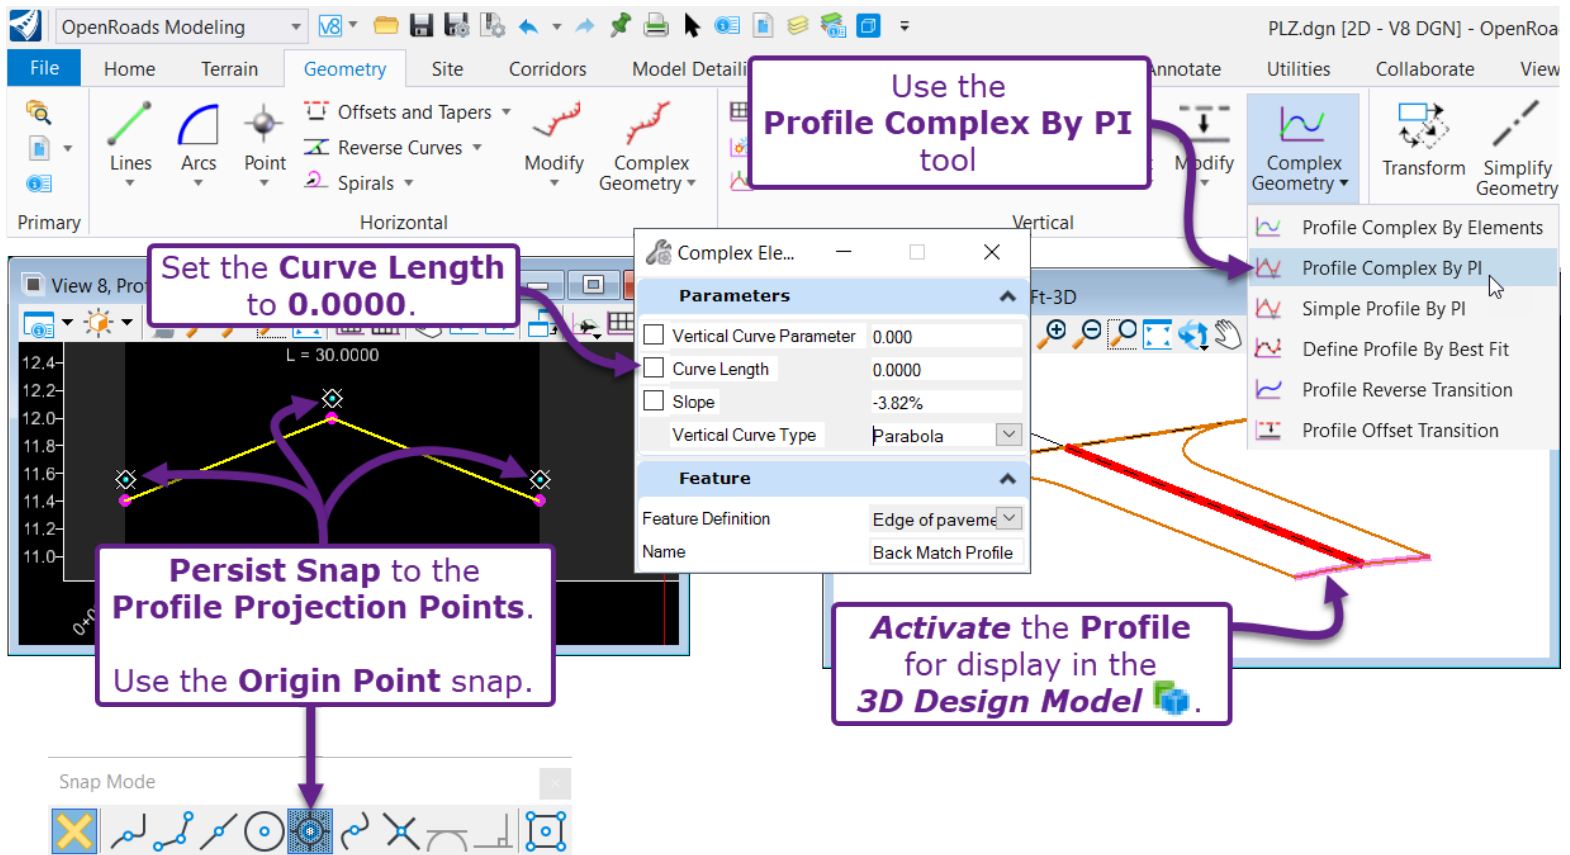 OpenRoads Modeling
V8
PLZ.dgn [2D - V8 DGN] - OpenRoa
File
Home
Terrain
Geometry
Site
Corridors
Model Detaili
Annotate
Utilities
Collaborate
View
Use the
Profile Complex By PI
tool
Lines
Arcs
Point
Offsets and Tapers
Reverse Curves
Spirals
Modify
Complex
Geometry
Modify
Complex
Geometry
Transform
Simplify
Geometry
Primary
Horizontal
Vertical
Profile Complex By Elements
Profile Complex By PI
Simple Profile By PI
Define Profile By Best Fit
Profile Reverse Transition
Profile Offset Transition
Set the Curve Length
to 0.0000.
View 8, Pro
Ft-3D
Complex Ele...
Parameters
Vertical Curve Parameter 0.000
Curve Length 0.0000
Slope -3.82%
Vertical Curve Type Parabola
Feature
Feature Definition Edge of paveme
Name Back Match Profile
L = 30.0000
12.4
12.2
12.0
11.8
11.6
11.4
11.2
11.0
Persist Snap to the
Profile Projection Points.
Use the Origin Point snap.
Activate the Profile
for display in the
3D Design Model .
Snap Mode